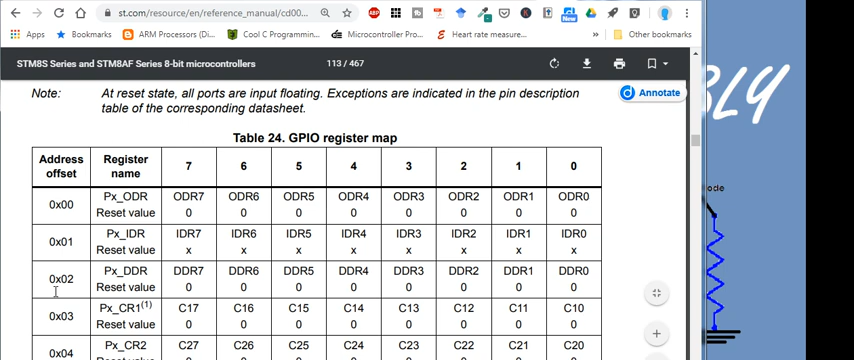 st.com/resource/en/reference_manual/cd00...
Apps Bookmarks ARM Processors (Di... Cool C Programming... Microcontroller Pro... Heart rate measure... » Other bookmarks
STM8S Series and STM8AF Series 8-bit microcontrollers 113 / 467
Note: At reset state, all ports are input floating. Exceptions are indicated in the pin description
table of the corresponding datasheet.
Annotate
BLY
Table 24. GPIO register map
Address offset Register name 7 6 5 4 3 2 1 0
0x00 Px_ODR ODR7 ODR6 ODR5 ODR4 ODR3 ODR2 ODR1 ODR0
Reset value 0 0 0 0 0 0 0 0
0x01 Px_IDR IDR7 IDR6 IDR5 IDR4 IDR3 IDR2 IDR1 IDR0
Reset value x x x x x x x x
0x02 Px_DDR DDR7 DDR6 DDR5 DDR4 DDR3 DDR2 DDR1 DDR0
Reset value 0 0 0 0 0 0 0 0
0x03 Px_CR1(1) C17 C16 C15 C14 C13 C12 C11 C10
Reset value 0 0 0 0 0 0 0 0
0x04 Px_CR2 C27 C26 C25 C24 C23 C22 C21 C20
ode